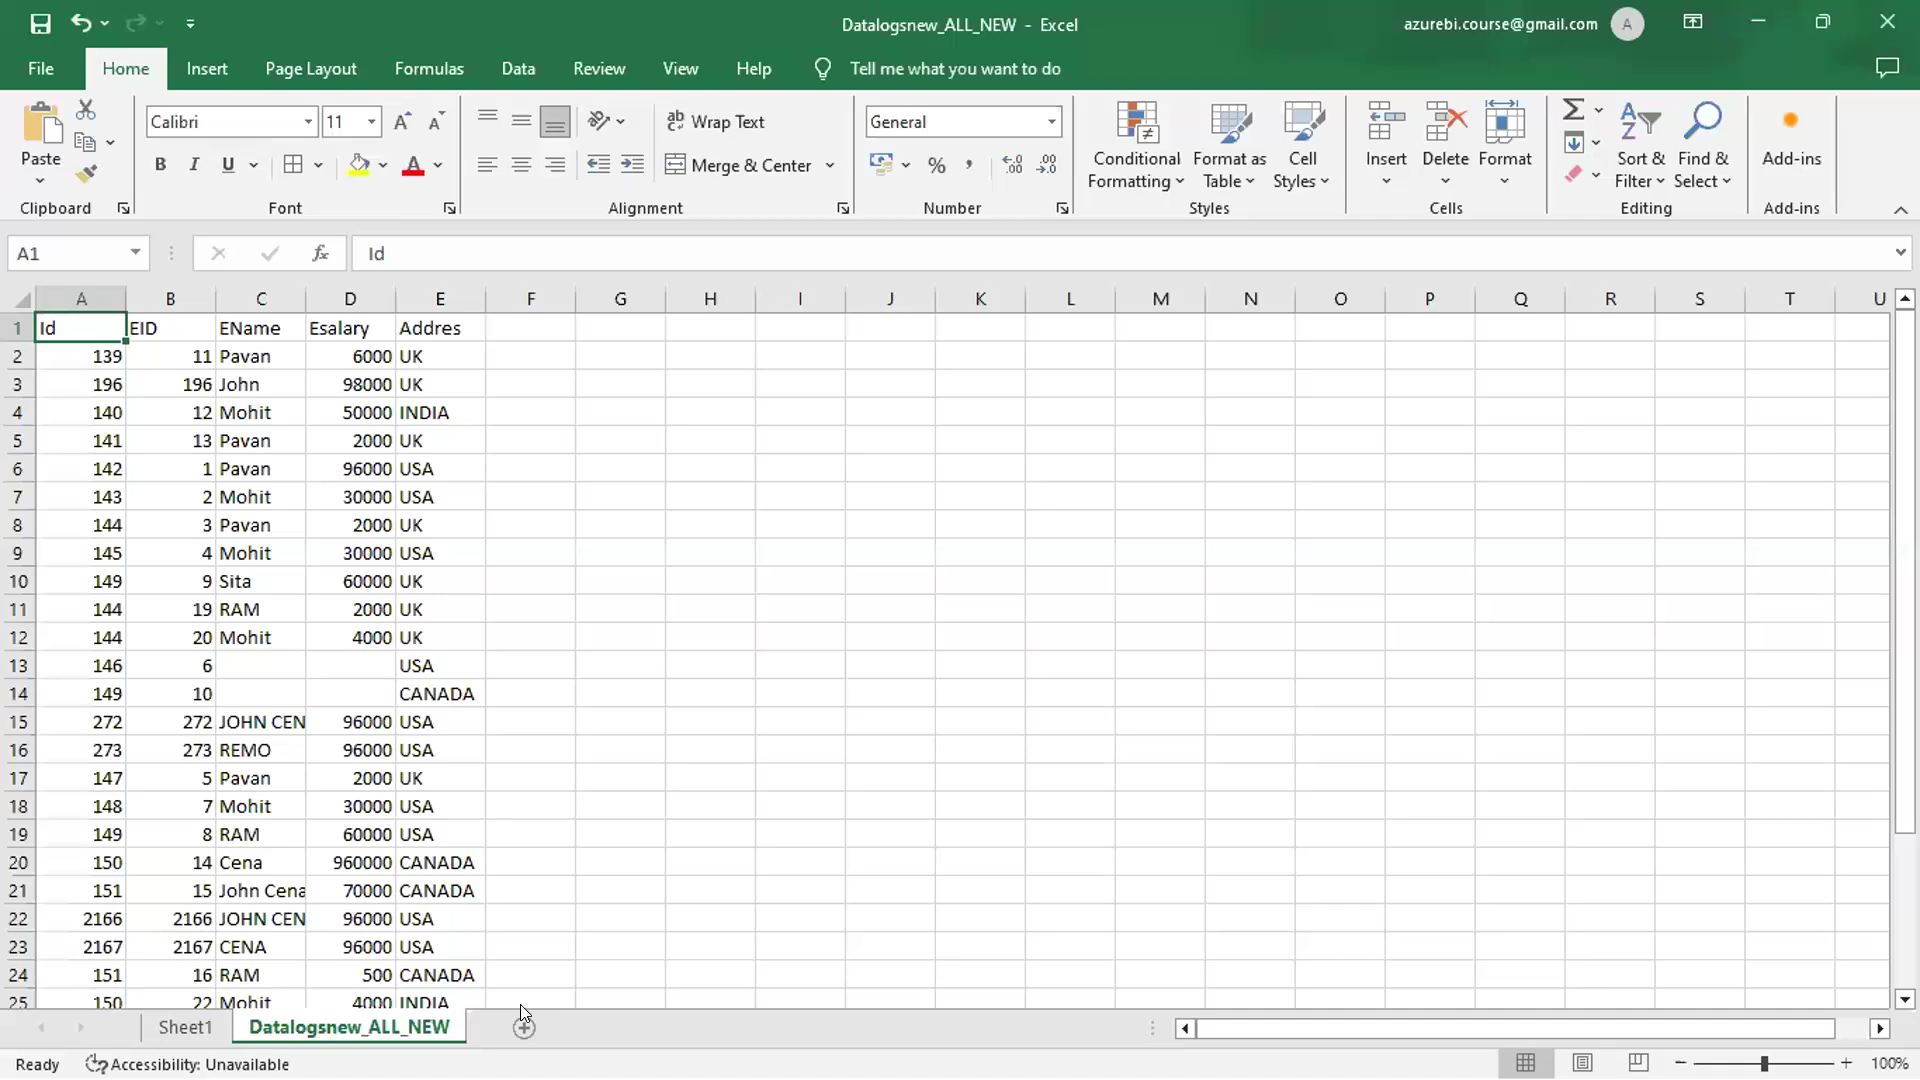 Datalogsnew_ALL_NEW - Excel
azurebi.course@gmail.com
A
File Home Insert Page Layout Formulas Data Review View Help Tell me what you want to do
Paste
Clipboard
Calibri 11
B I U
Font
Wrap Text
Merge & Center
Alignment
General
Number
Conditional Formatting
Format as Table
Cell Styles
Styles
Insert Delete Format
Cells
Sort & Filter
Find & Select
Editing
Add-ins
Add-ins
A1 fx Id
A B C D E F G H I J K L M N O P Q R S T U
1 Id EID EName Esalary Addres
2 139 11 Pavan 6000 UK
3 196 196 John 98000 UK
4 140 12 Mohit 50000 INDIA
5 141 13 Pavan 2000 UK
6 142 1 Pavan 96000 USA
7 143 2 Mohit 30000 USA
8 144 3 Pavan 2000 UK
9 145 4 Mohit 30000 USA
10 149 9 Sita 60000 UK
11 144 19 RAM 2000 UK
12 144 20 Mohit 4000 UK
13 146 6 USA
14 149 10 CANADA
15 272 272 JOHN CEN 96000 USA
16 273 273 REMO 96000 USA
17 147 5 Pavan 2000 UK
18 148 7 Mohit 30000 USA
19 149 8 RAM 60000 USA
20 150 14 Cena 960000 CANADA
21 151 15 John Cena 70000 CANADA
22 2166 2166 JOHN CEN 96000 USA
23 2167 2167 CENA 96000 USA
24 151 16 RAM 500 CANADA
25 150 22 Mohit 4000 INDIA
Sheet1 Datalogsnew_ALL_NEW
Ready Accessibility: Unavailable 100%